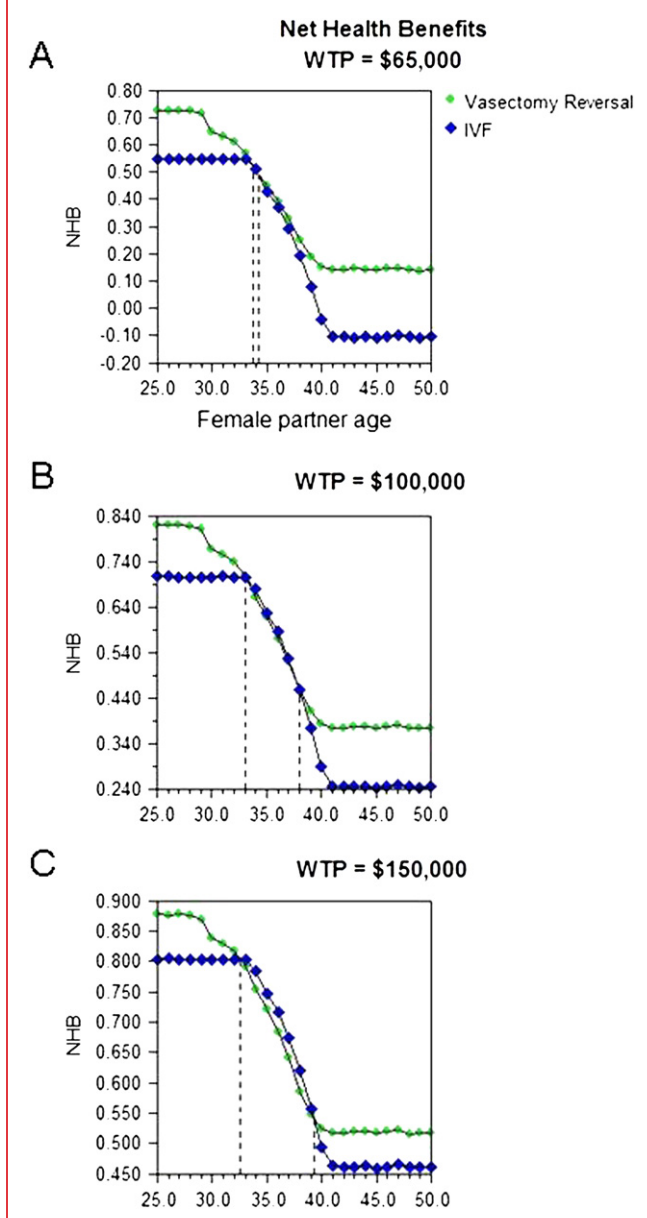 Net Health Benefits
A
WTP = $65,000
0.80
0.70
0.60
0.50
0.40
0.30
0.20
0.10
0.00
-0.10
-0.20
NHB
Vasectomy Reversal
IVF
25.0 30.0 35.0 40.0 45.0 50.0
Female partner age
B
WTP = $100,000
0.840
0.740
0.640
0.540
0.440
0.340
0.240
NHB
25.0 30.0 35.0 40.0 45.0 50.0
C
WTP = $150,000
0.900
0.850
0.800
0.750
0.700
0.650
0.600
0.550
0.500
0.450
NHB
25.0 30.0 35.0 40.0 45.0 50.0